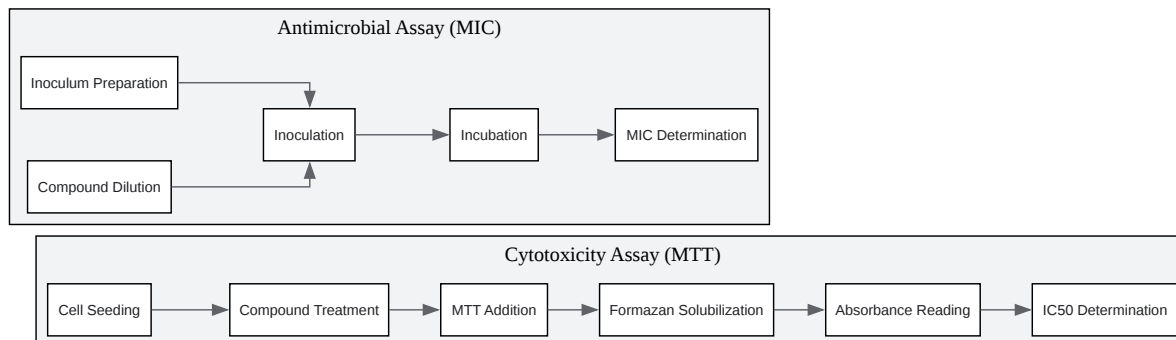 Antimicrobial Assay (MIC)
Inoculum Preparation
Inoculation
Incubation
MIC Determination
Compound Dilution
Cytotoxicity Assay (MTT)
Cell Seeding
Compound Treatment
MTT Addition
Formazan Solubilization
Absorbance Reading
IC50 Determination